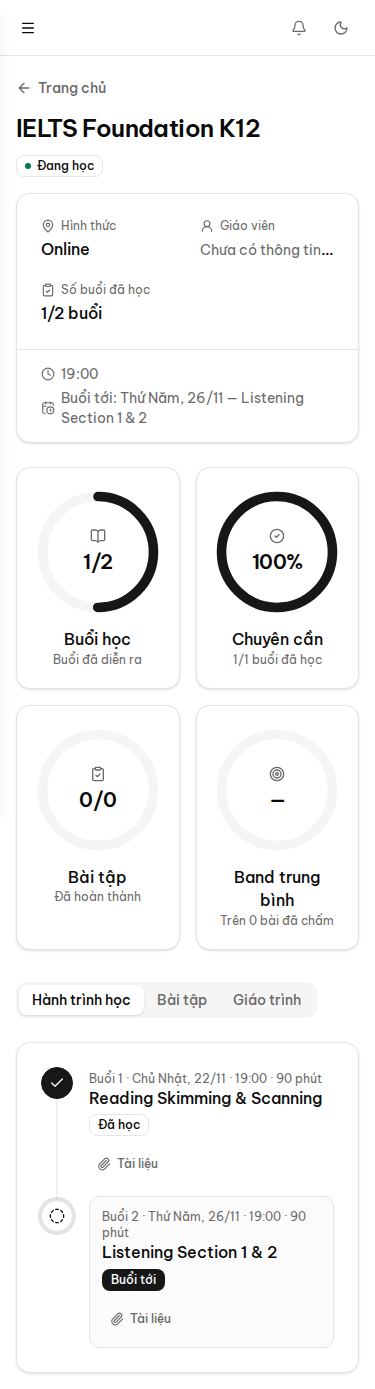 Trang chủ
IELTS Foundation K12
Đang học
Hình thức
Online
Giáo viên
Chưa có thông tin...
Số buổi đã học
1/2 buổi
19:00
Buổi tới: Thứ Năm, 26/11 — Listening
Section 1 & 2
1/2
Buổi học
Buổi đã diễn ra
100%
Chuyên cần
1/1 buổi đã học
0/0
Bài tập
Đã hoàn thành
—
Band trung
bình
Trên 0 bài đã chấm
Hành trình học
Bài tập
Giáo trình
Buổi 1 · Chủ Nhật, 22/11 · 19:00 · 90 phút
Reading Skimming & Scanning
Đã học
Tài liệu
Buổi 2 · Thứ Năm, 26/11 · 19:00 · 90
phút
Listening Section 1 & 2
Buổi tới
Tài liệu